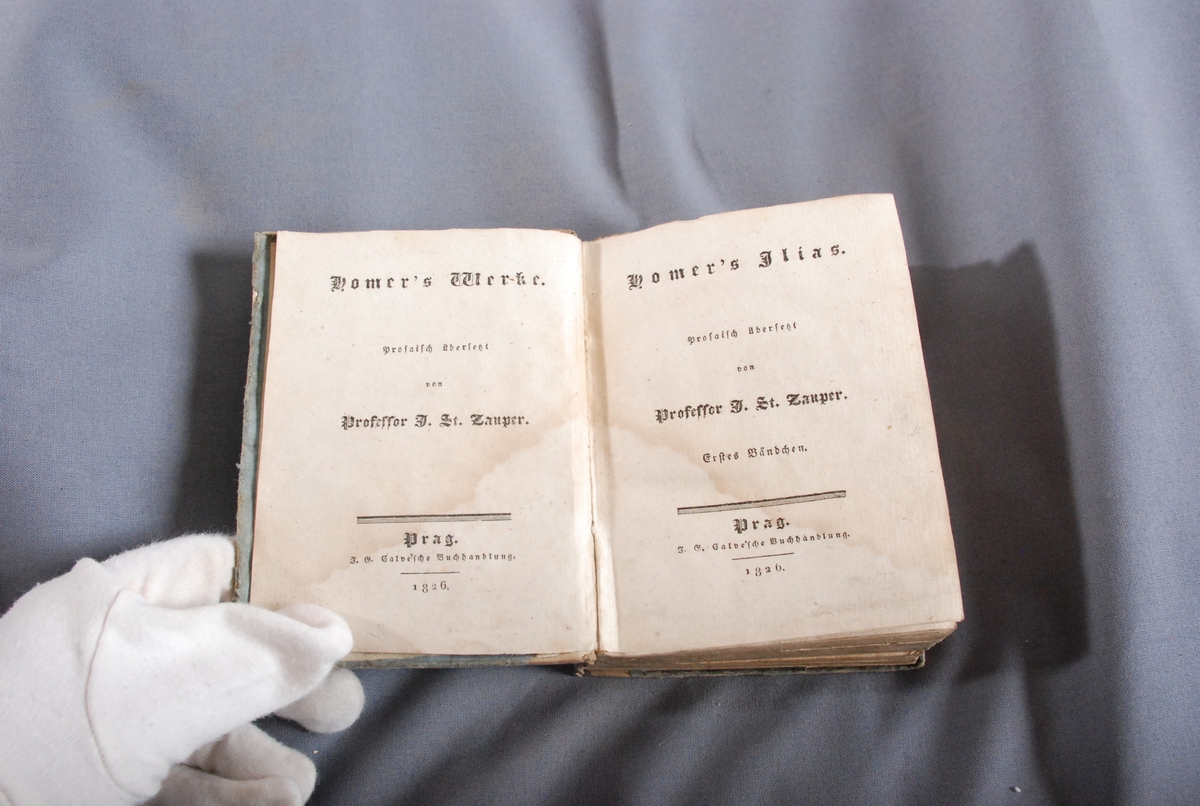 Homer's Werke.
Prosaisch übersetzt
von
Professor J. St. Zauper.
Prag.
J. G. Calve'sche Buchhandlung.
1826.
Homer's Ilias.
Prosaisch übersetzt
von
Professor J. St. Zauper.
Erstes Bändchen.
Prag.
J. G. Calve'sche Buchhandlung.
1826.